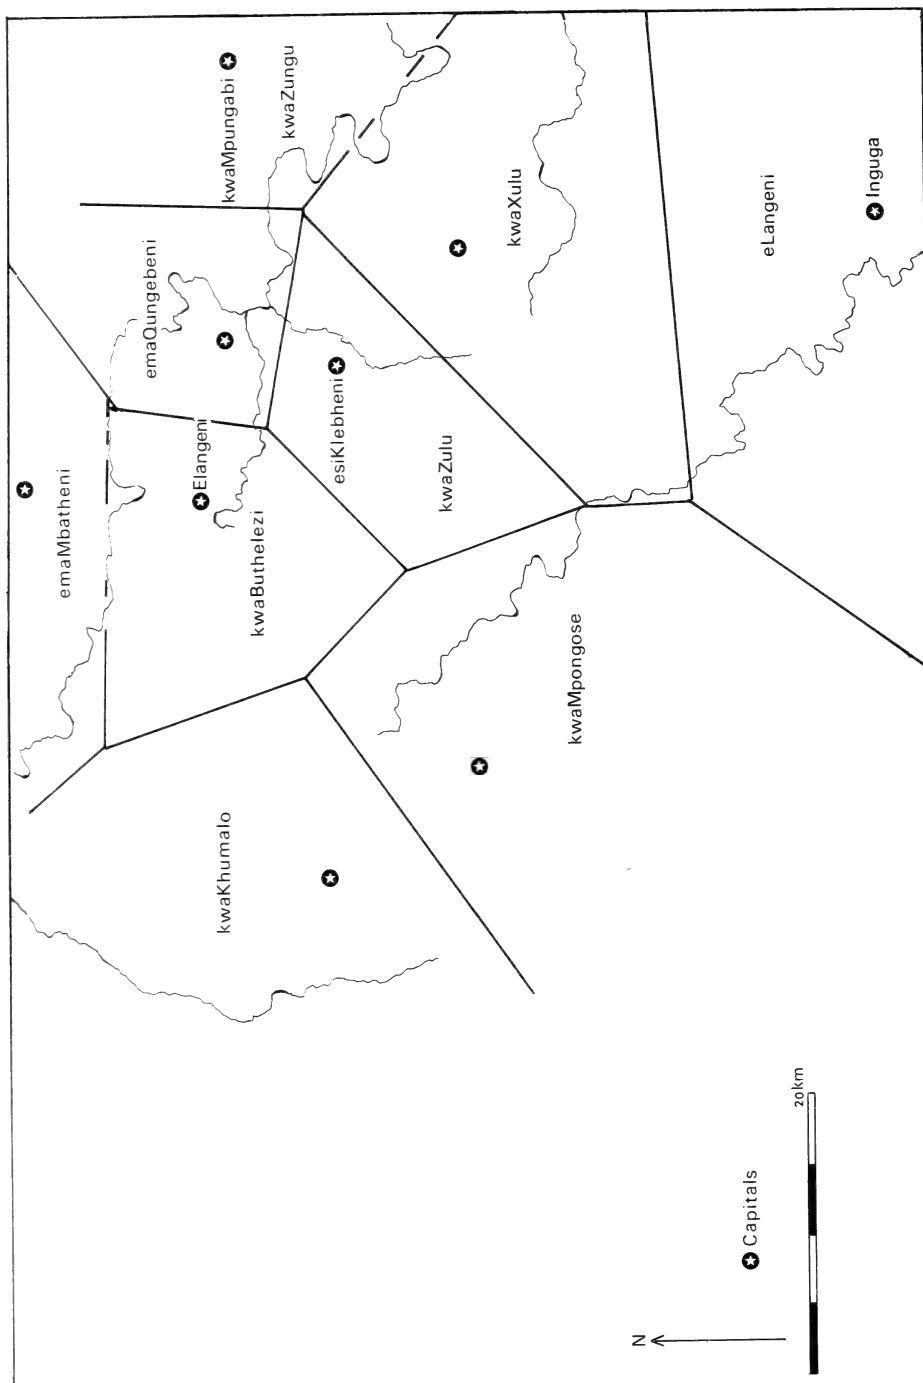 emaMbatheni
emaQungebeni
Elangeni
kwaKhumalo
kwaMpungabi
kwaButhelezi
kwaZungu
esiKlebheni
kwaZulu
kwaXulu
kwaMpongose
N
Capitals
eLangeni
20km
Inguga